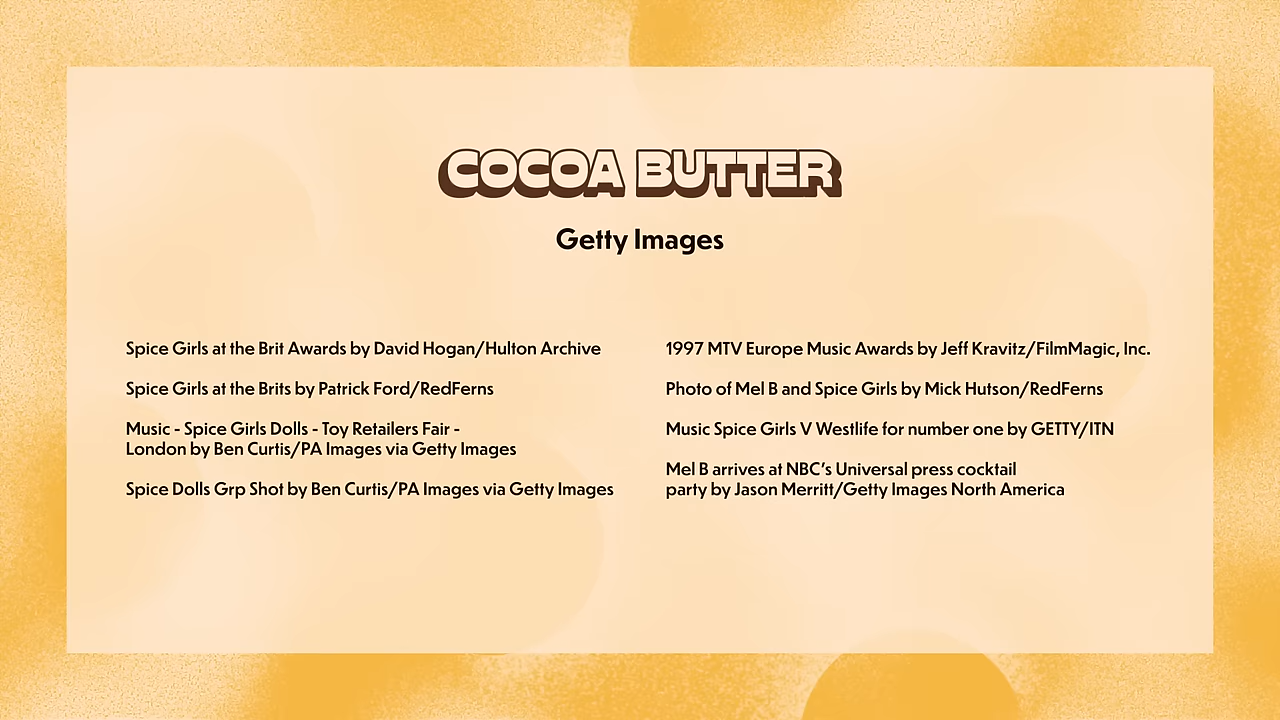 COCOA BUTTER
Getty Images
Spice Girls at the Brit Awards by David Hogan/Hulton Archive
Spice Girls at the Brits by Patrick Ford/RedFerns
Music - Spice Girls Dolls - Toy Retailers Fair -
London by Ben Curtis/PA Images via Getty Images
Spice Dolls Grp Shot by Ben Curtis/PA Images via Getty Images
1997 MTV Europe Music Awards by Jeff Kravitz/FilmMagic, Inc.
Photo of Mel B and Spice Girls by Mick Hutson/RedFerns
Music Spice Girls V Westlife for number one by GETTY/ITN
Mel B arrives at NBC’s Universal press cocktail
party by Jason Merritt/Getty Images North America